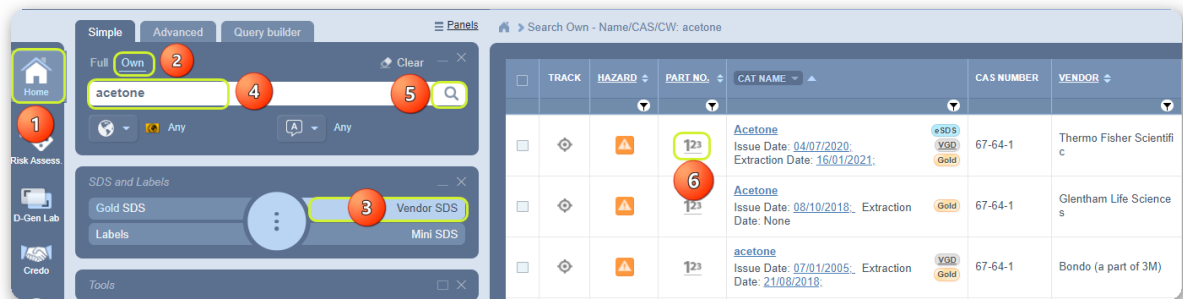 Simple
Advanced
Query builder
Panels
Search Own - Name/CAS/CW: acetone
Home
1
Full
Own
2
Clear
acetone
4
5
Any
A
Any
Risk Assess.
D-Gen Lab
Credo
SDS and Labels
Gold SDS
3
Vendor SDS
Labels
Mini SDS
Tools
TRACK
HAZARD
PART NO.
CAT NAME
CAS NUMBER
VENDOR
123
Acetone
Issue Date: 04/07/2020;
Extraction Date: 16/01/2021;
eSDS
VGD
Gold
67-64-1
Thermo Fisher Scientifi
c
6
123
Acetone
Issue Date: 08/10/2018; Extraction
Date: None
Gold
67-64-1
Glentham Life Science
s
123
acetone
Issue Date: 07/01/2005; Extraction
Date: 21/08/2018;
VGD
Gold
67-64-1
Bondo (a part of 3M)